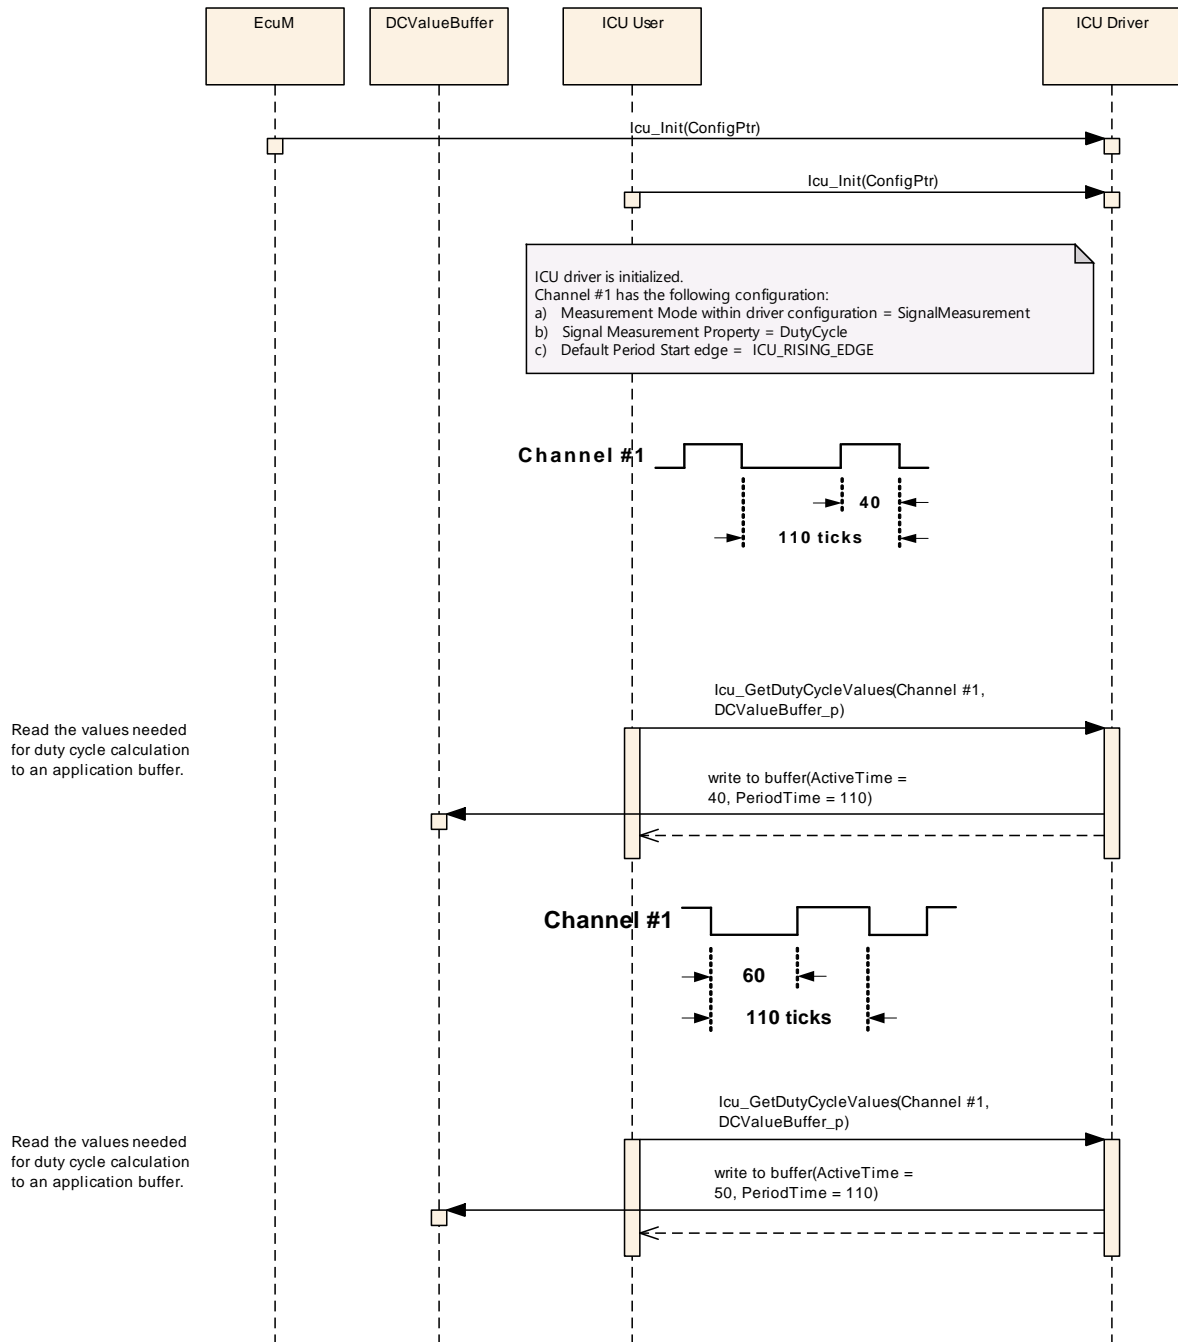 EcuM
DCValueBuffer
ICU User
ICU Driver
Icu_Init(ConfigPtr)
Icu_Init(ConfigPtr)
ICU driver is initialized.
Channel #1 has the following configuration:
a) Measurement Mode within driver configuration = SignalMeasurement
b) Signal Measurement Property = DutyCycle
c) Default Period Start edge = ICU_RISING_EDGE
Channel #1
40
110 ticks
Icu_GetDutyCycleValues(Channel #1,
DCValueBuffer_p)
Read the values needed
for duty cycle calculation
to an application buffer.
write to buffer(ActiveTime =
40, PeriodTime = 110)
Channel #1
60
110 ticks
Icu_GetDutyCycleValues(Channel #1,
DCValueBuffer_p)
Read the values needed
for duty cycle calculation
to an application buffer.
write to buffer(ActiveTime =
50, PeriodTime = 110)